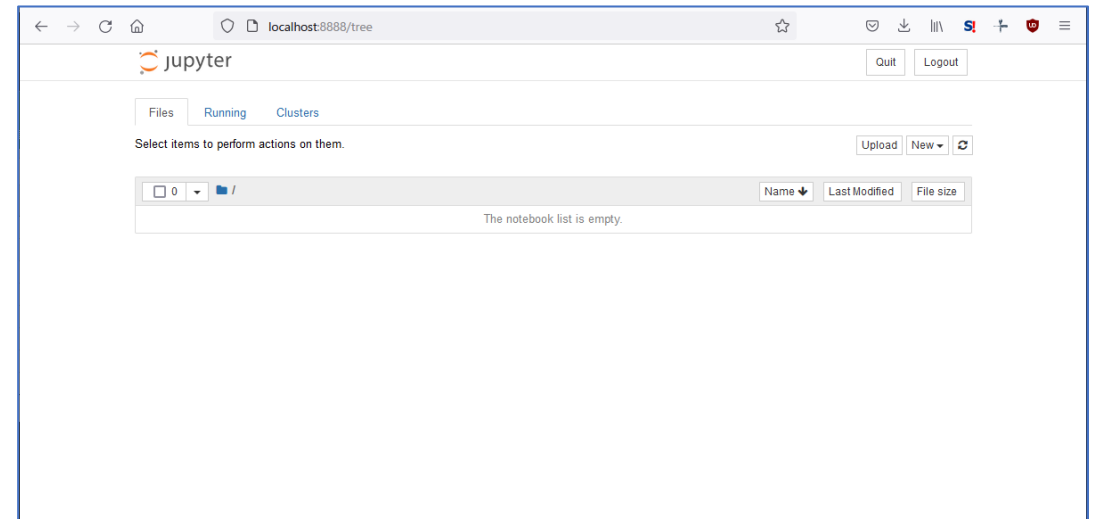 localhost:8888/tree
S!
jupyter
Quit Logout
Files Running Clusters
Select items to perform actions on them.
Upload New
0 / Name Last Modified File size
The notebook list is empty.